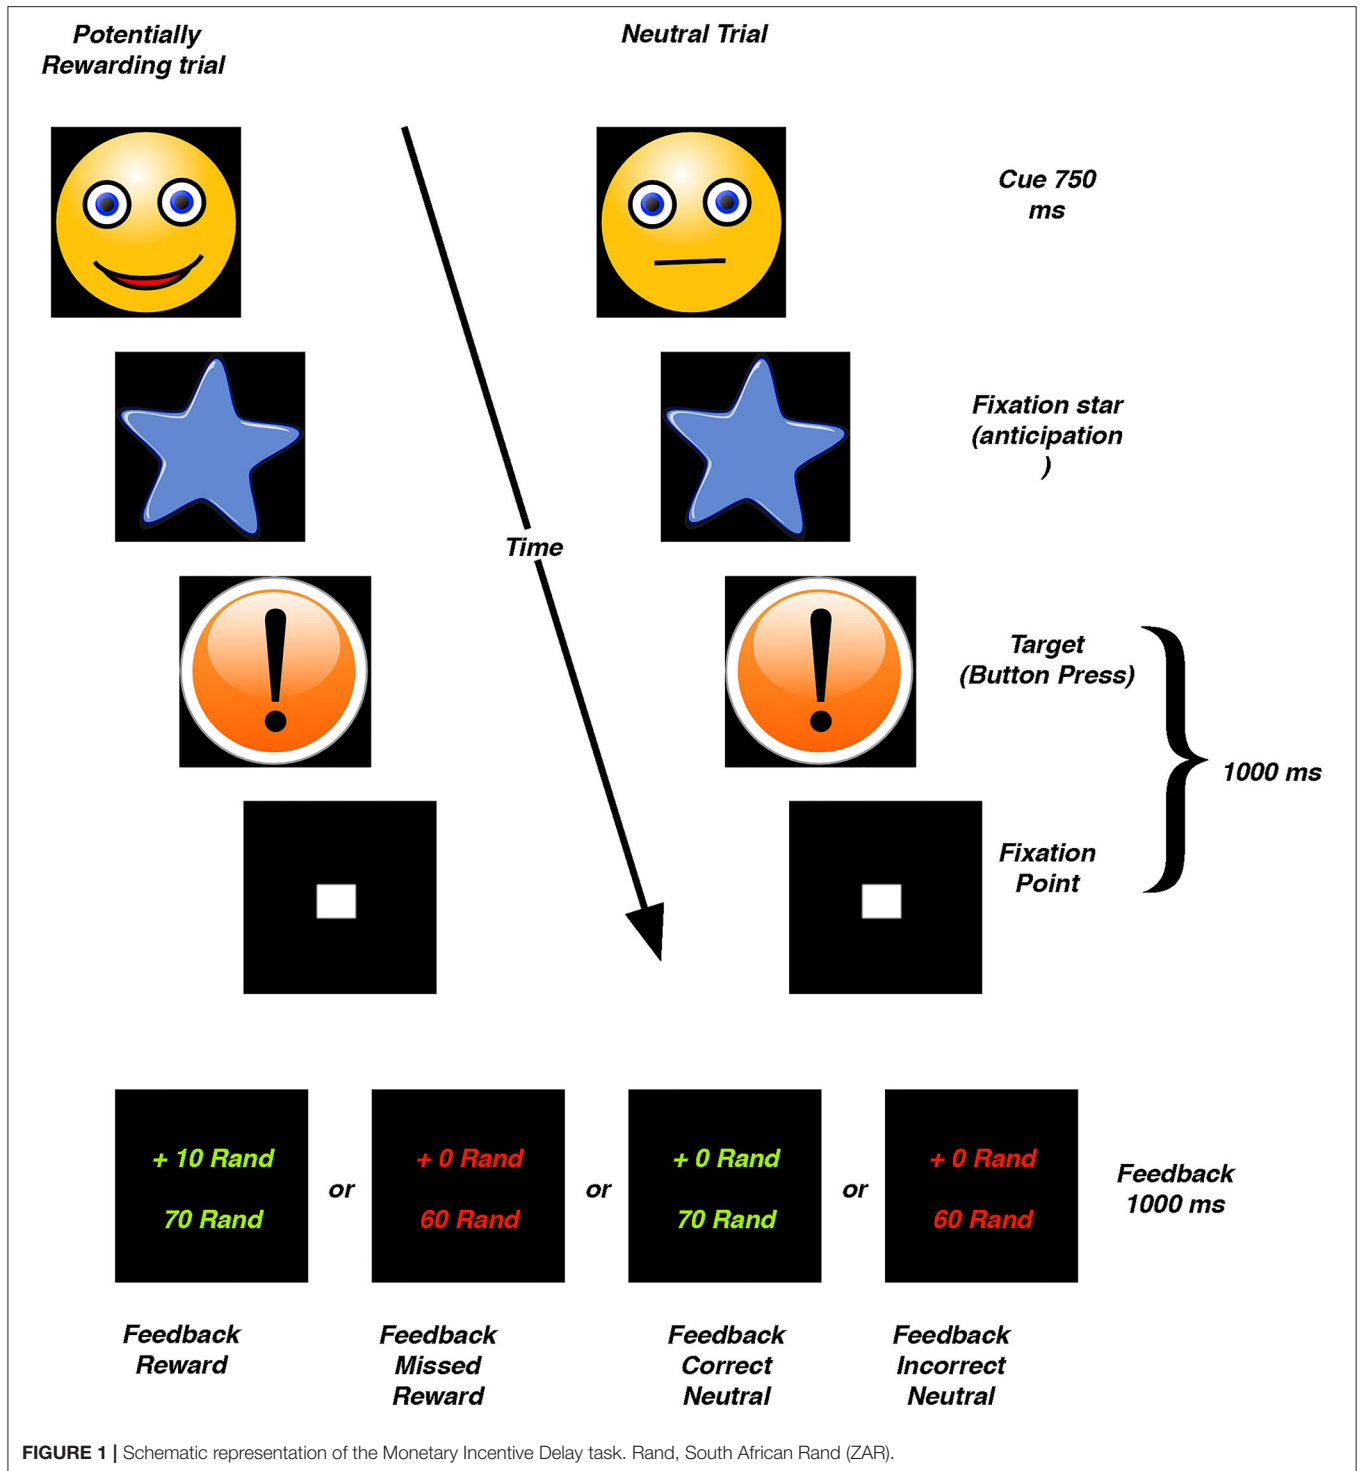 Potentially
Rewarding trial
Neutral Trial
Cue 750
ms
Fixation star
(anticipation
)
Time
Target
(Button Press)
1000 ms
Fixation
Point
+ 10 Rand
70 Rand
or
+ 0 Rand
60 Rand
or
+ 0 Rand
70 Rand
or
+ 0 Rand
60 Rand
Feedback
1000 ms
Feedback
Reward
Feedback
Missed
Reward
Feedback
Correct
Neutral
Feedback
Incorrect
Neutral
FIGURE 1 | Schematic representation of the Monetary Incentive Delay task. Rand, South African Rand (ZAR).